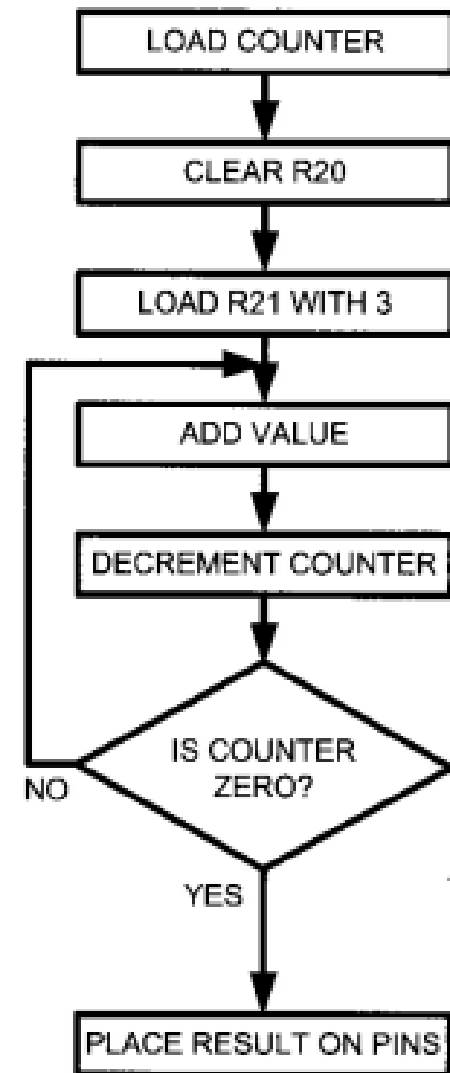 LOAD COUNTER
CLEAR R20
LOAD R21 WITH 3
ADD VALUE
DECREMENT COUNTER
IS COUNTER
ZERO?
NO
YES
PLACE RESULT ON PINS